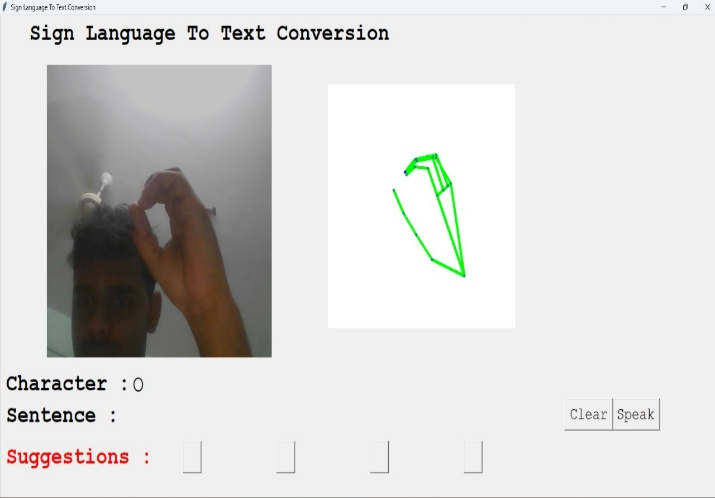 Sign Language To Text Conversion
Sign Language To Text Conversion
Character : O
Sentence :
Clear Speak
Suggestions :